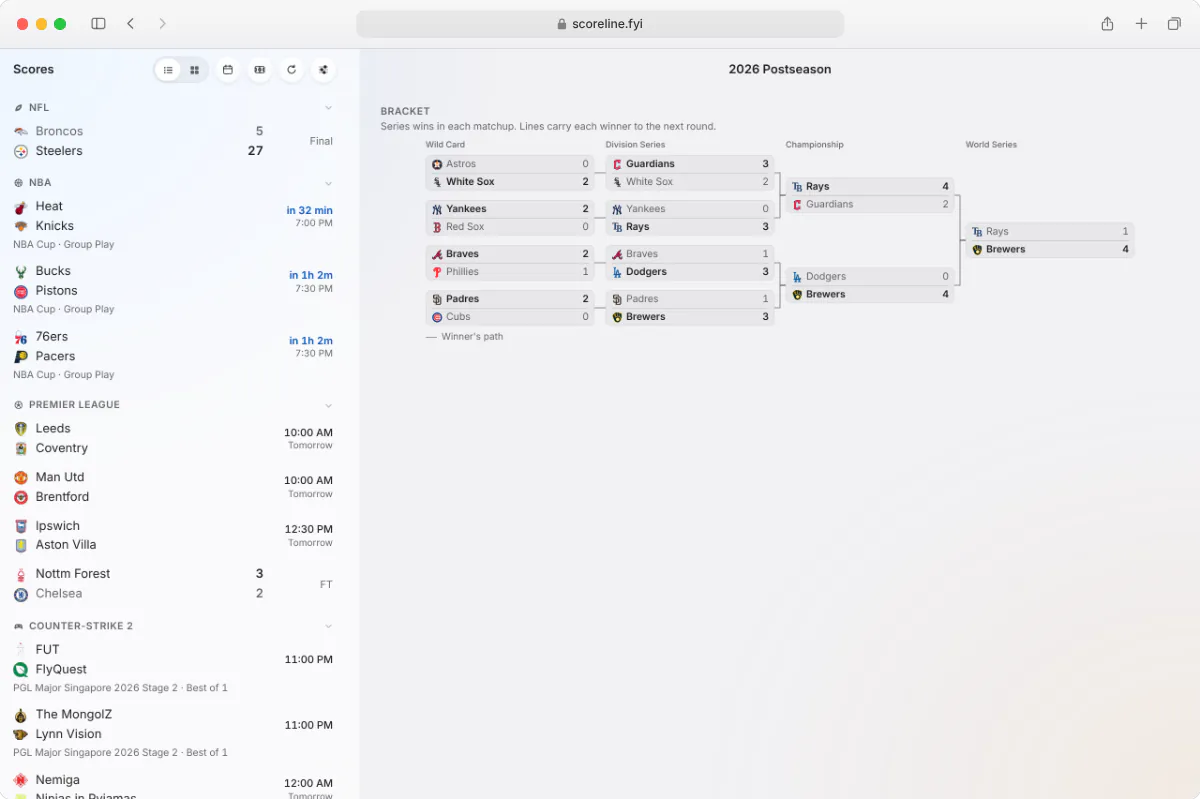 scoreline.fyi
Scores
NFL
Broncos 5
Steelers 27
Final
NBA
Heat
Knicks
in 32 min
7:00 PM
NBA Cup · Group Play
Bucks
Pistons
in 1h 2m
7:30 PM
NBA Cup · Group Play
76ers
Pacers
in 1h 2m
7:30 PM
NBA Cup · Group Play
PREMIER LEAGUE
Leeds
Coventry
10:00 AM
Tomorrow
Man Utd
Brentford
10:00 AM
Tomorrow
Ipswich
Aston Villa
12:30 PM
Tomorrow
Nottm Forest 3
Chelsea 2
FT
COUNTER-STRIKE 2
FUT
FlyQuest
11:00 PM
PGL Major Singapore 2026 Stage 2 · Best of 1
The MongolZ
Lynn Vision
11:00 PM
PGL Major Singapore 2026 Stage 2 · Best of 1
Nemiga
Ninjas in Pyjamas
12:00 AM
Tomorrow
2026 Postseason
BRACKET
Series wins in each matchup. Lines carry each winner to the next round.
Wild Card
Astros 0
White Sox 2
Yankees 2
Red Sox 0
Braves 2
Phillies 1
Padres 2
Cubs 0
Division Series
Guardians 3
White Sox 2
Yankees 0
Rays 3
Braves 1
Dodgers 3
Padres 1
Brewers 3
Championship
Rays 4
Guardians 2
Dodgers 0
Brewers 4
World Series
Rays 1
Brewers 4
Winner's path